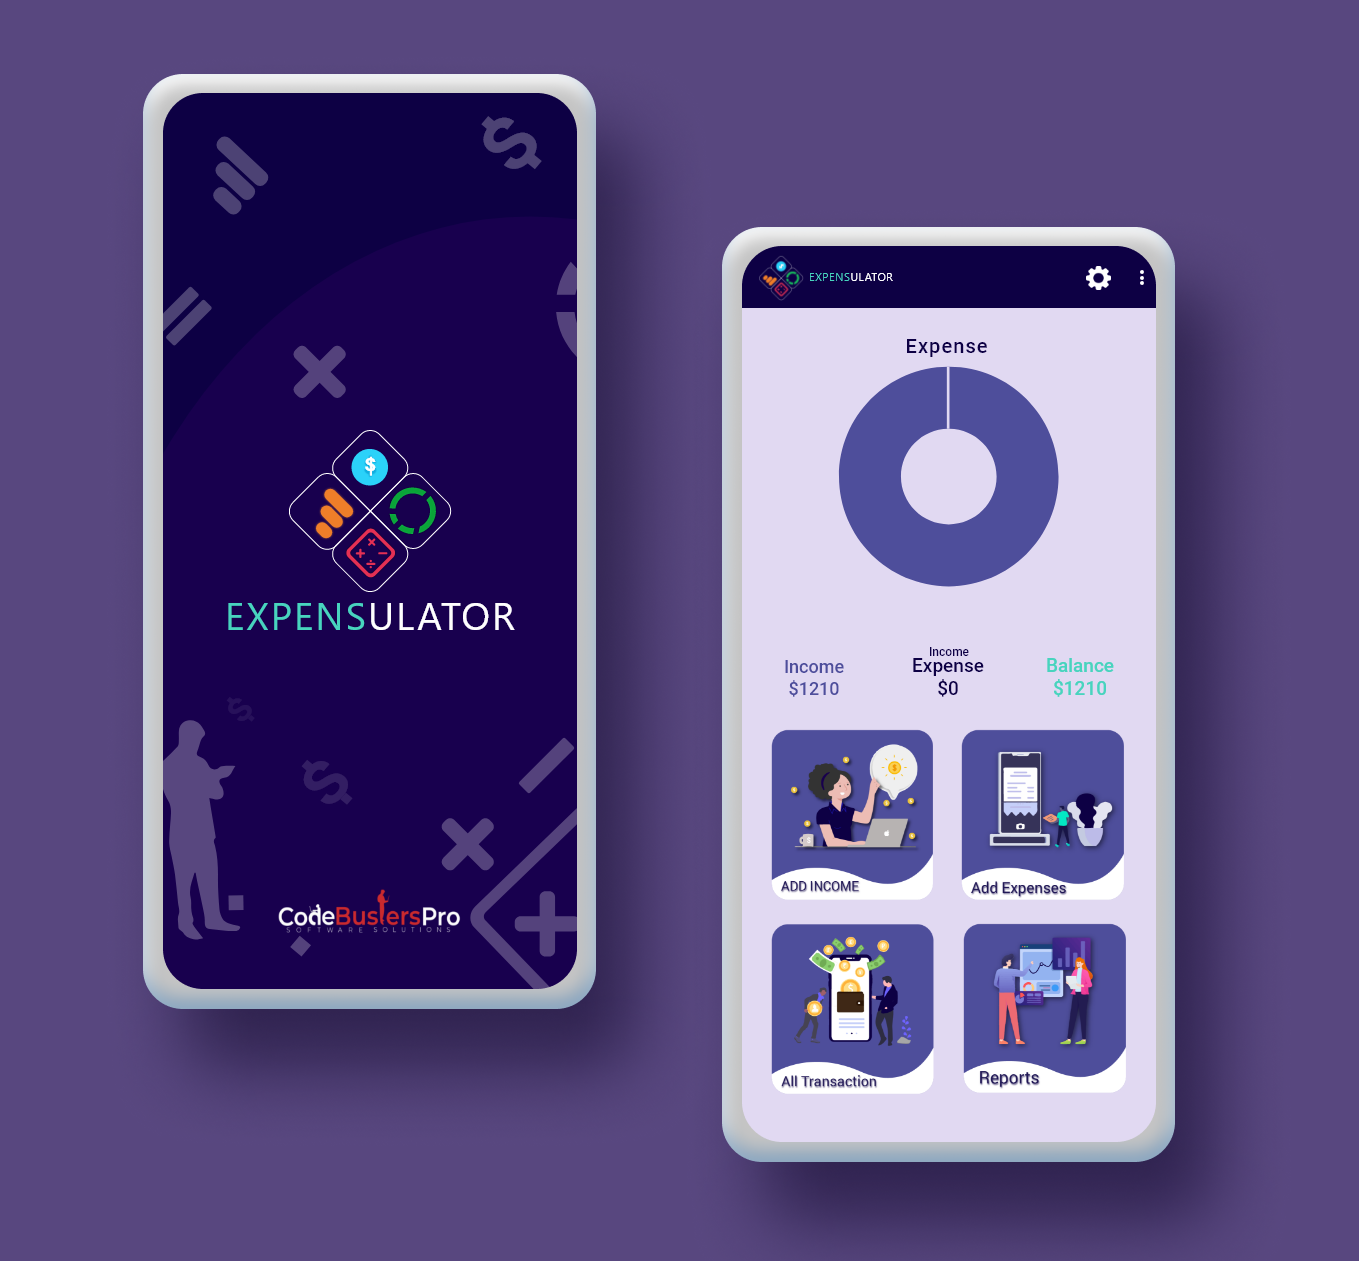 $
$
EXPENSULATOR
$
$
CodeBustersPro
SOFTWARE SOLUTIONS
EXPENSULATOR
Expense
Income
Income
Expense
Balance
$1210
$0
$1210
ADD INCOME
Add Expenses
All Transaction
Reports